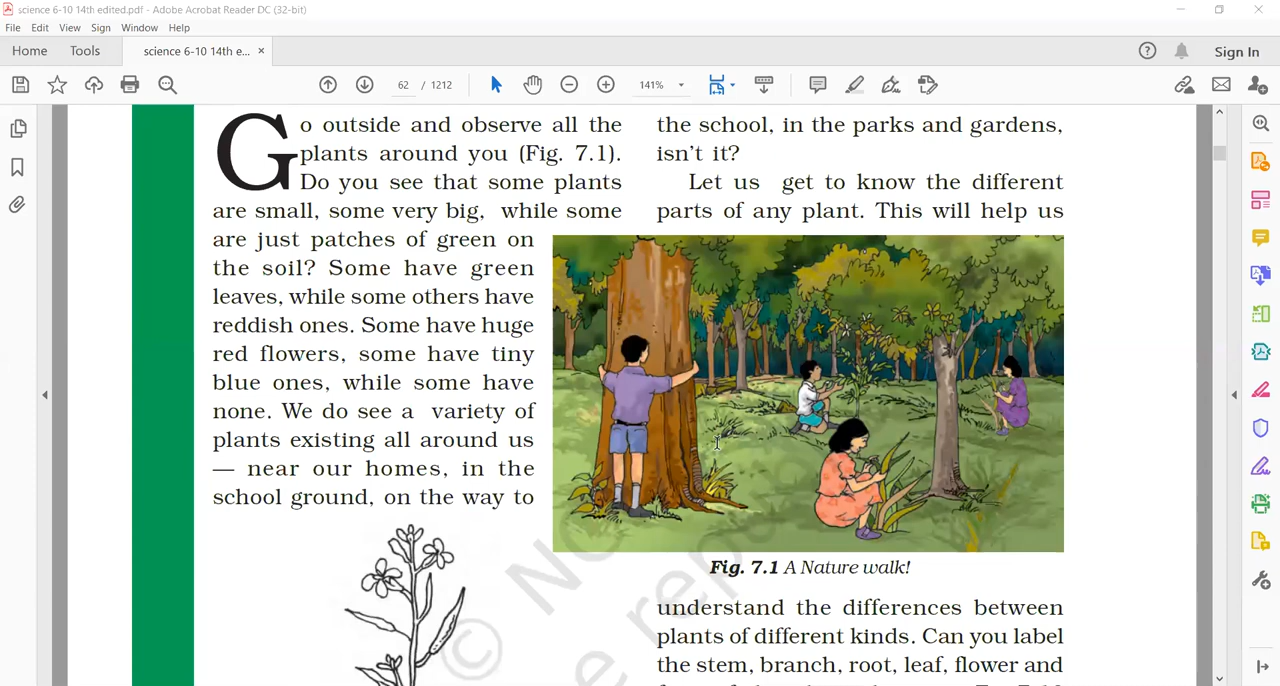 science 6-10 14th edited.pdf - Adobe Acrobat Reader DC (32-bit)
File Edit View Sign Window Help
Home Tools science 6-10 14th e... × Sign In
62 / 1212 141%
Go outside and observe all the
plants around you (Fig. 7.1).
Do you see that some plants
are small, some very big, while some
are just patches of green on
the soil? Some have green
leaves, while some others have
reddish ones. Some have huge
red flowers, some have tiny
blue ones, while some have
none. We do see a variety of
plants existing all around us
— near our homes, in the
school ground, on the way to
the school, in the parks and gardens,
isn't it?
Let us get to know the different
parts of any plant. This will help us
Fig. 7.1 A Nature walk!
understand the differences between
plants of different kinds. Can you label
the stem, branch, root, leaf, flower and
©